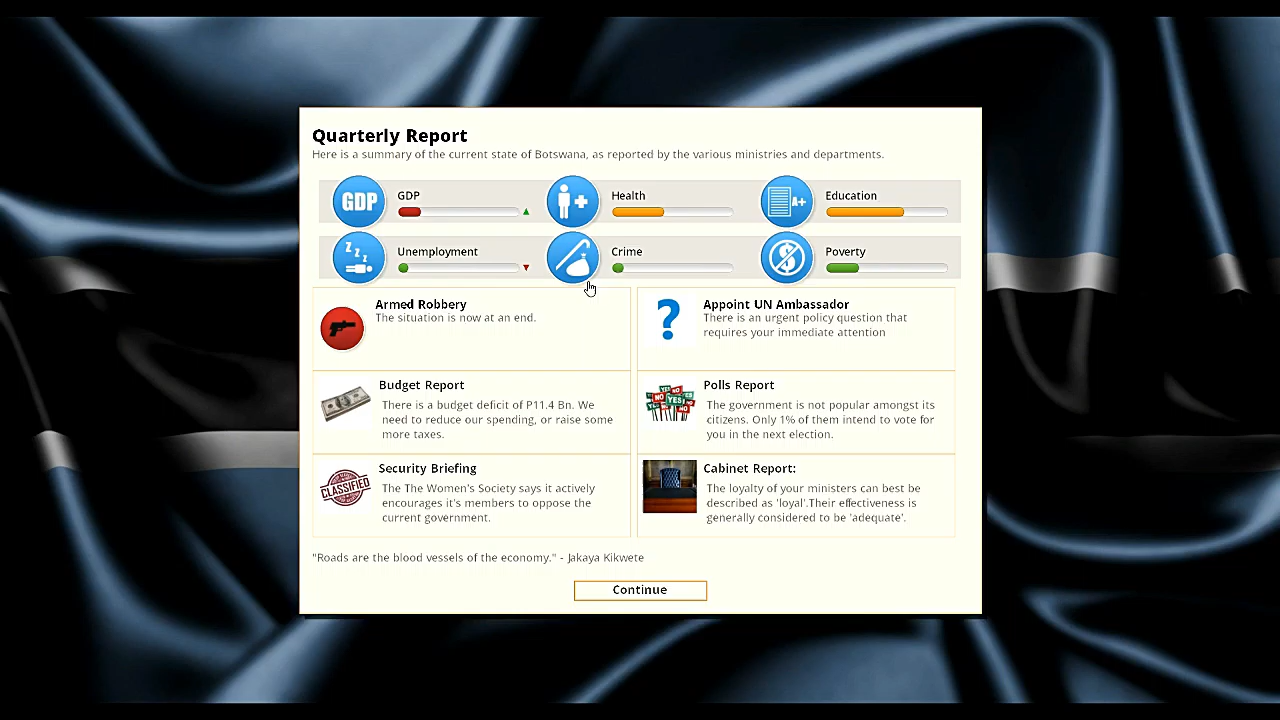 Quarterly Report
Here is a summary of the current state of Botswana, as reported by the various ministries and departments.
GDP
GDP
Health
A+
Education
Z Z Z
Unemployment
Crime
Poverty
Armed Robbery
The situation is now at an end.
Appoint UN Ambassador
There is an urgent policy question that
requires your immediate attention
?
Budget Report
There is a budget deficit of P11.4 Bn. We
need to reduce our spending, or raise some
more taxes.
YES NO
NO YES NO
Polls Report
The government is not popular amongst its
citizens. Only 1% of them intend to vote for
you in the next election.
CLASSIFIED
Security Briefing
The The Women's Society says it actively
encourages it's members to oppose the
current government.
Cabinet Report:
The loyalty of your ministers can best be
described as 'loyal'.Their effectiveness is
generally considered to be 'adequate'.
"Roads are the blood vessels of the economy." - Jakaya Kikwete
Continue